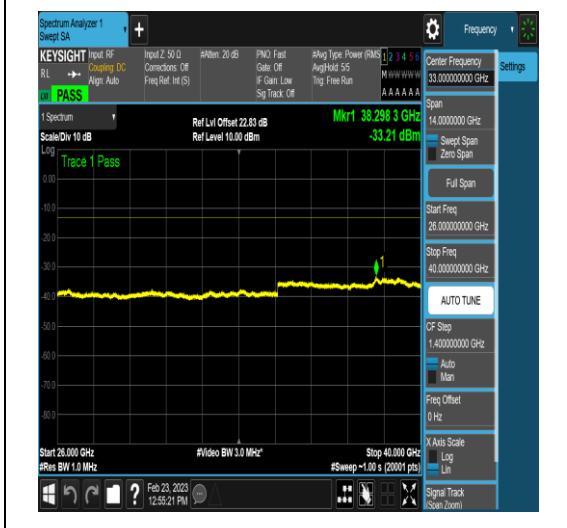 Spectrum Analyzer 1
Swept SA
+
Frequency
KEYSIGHT
Input: RF
Coupling: DC
Align: Auto
Input Z: 50 Ω
Corrections: Off
Freq Ref: Int (S)
#Atten: 20 dB
PNO: Fast
Gate: Off
IF Gain: Low
Sig Track: Off
#Avg Type: Power (RMS
Avg|Hold: 5/5
Trig: Free Run
1 2 3 4 5 6
M W W W W W
A A A A A A
RL
PASS
1 Spectrum
Scale/Div 10 dB
Ref Lvl Offset 22.83 dB
Ref Level 10.00 dBm
Mkr1 38.298 3 GHz
-33.21 dBm
Log
Trace 1 Pass
0.00
-10.0
-20.0
-30.0
-40.0
-50.0
-60.0
-70.0
-80.0
1
Start 26.000 GHz
#Res BW 1.0 MHz
#Video BW 3.0 MHz*
Stop 40.000 GHz
#Sweep ~1.00 s (20001 pts)
Feb 23, 2023
12:55:21 PM
?
Center Frequency
33.000000000 GHz
Settings
Span
14.0000000 GHz
Swept Span
Zero Span
Full Span
Start Freq
26.000000000 GHz
Stop Freq
40.000000000 GHz
AUTO TUNE
CF Step
1.400000000 GHz
Auto
Man
Freq Offset
0 Hz
X Axis Scale
Log
Lin
Signal Track
(Span Zoom)